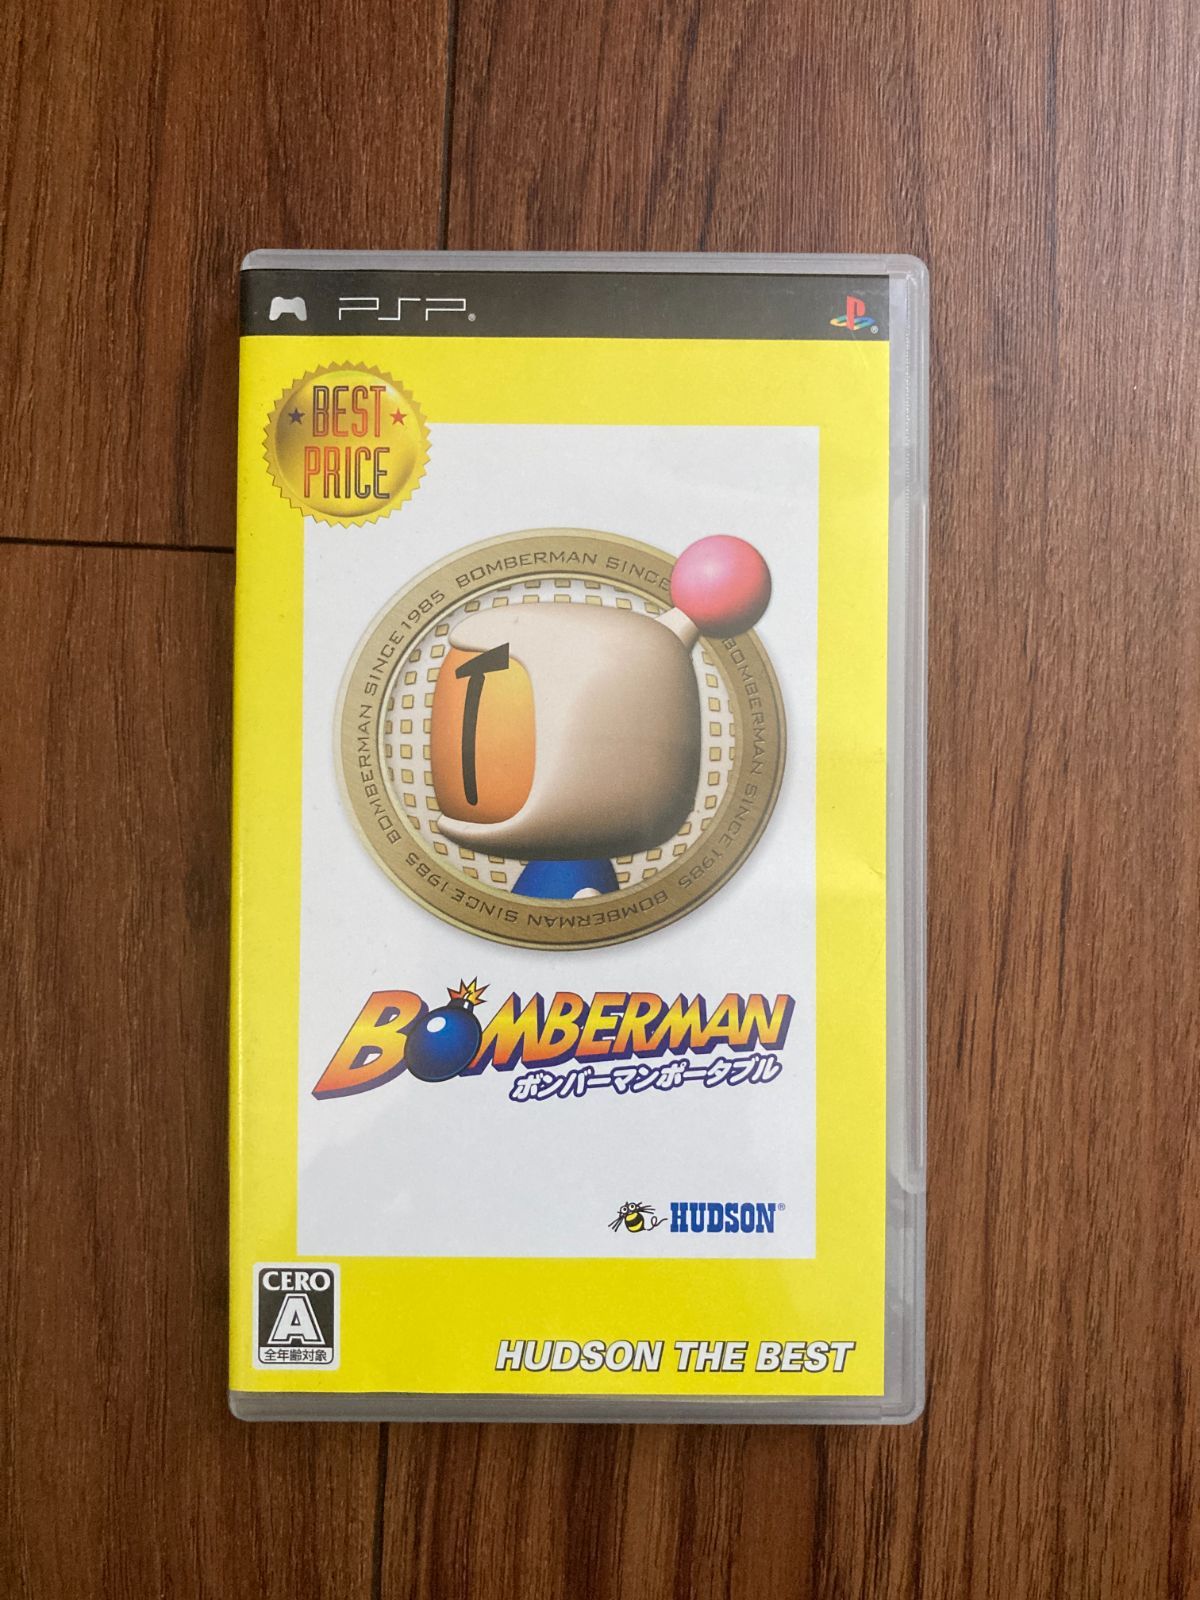 PSP®
BEST
PRICE
BOMBERMAN SINCE 1985 BOMBERMAN SINCE 1985 BOMBERMAN SINCE 1985 BOMBERMAN SINCE
BOMBERMAN
ボンバーマンポータブル
HUDSON®
CERO
A
全年齢対象
HUDSON THE BEST